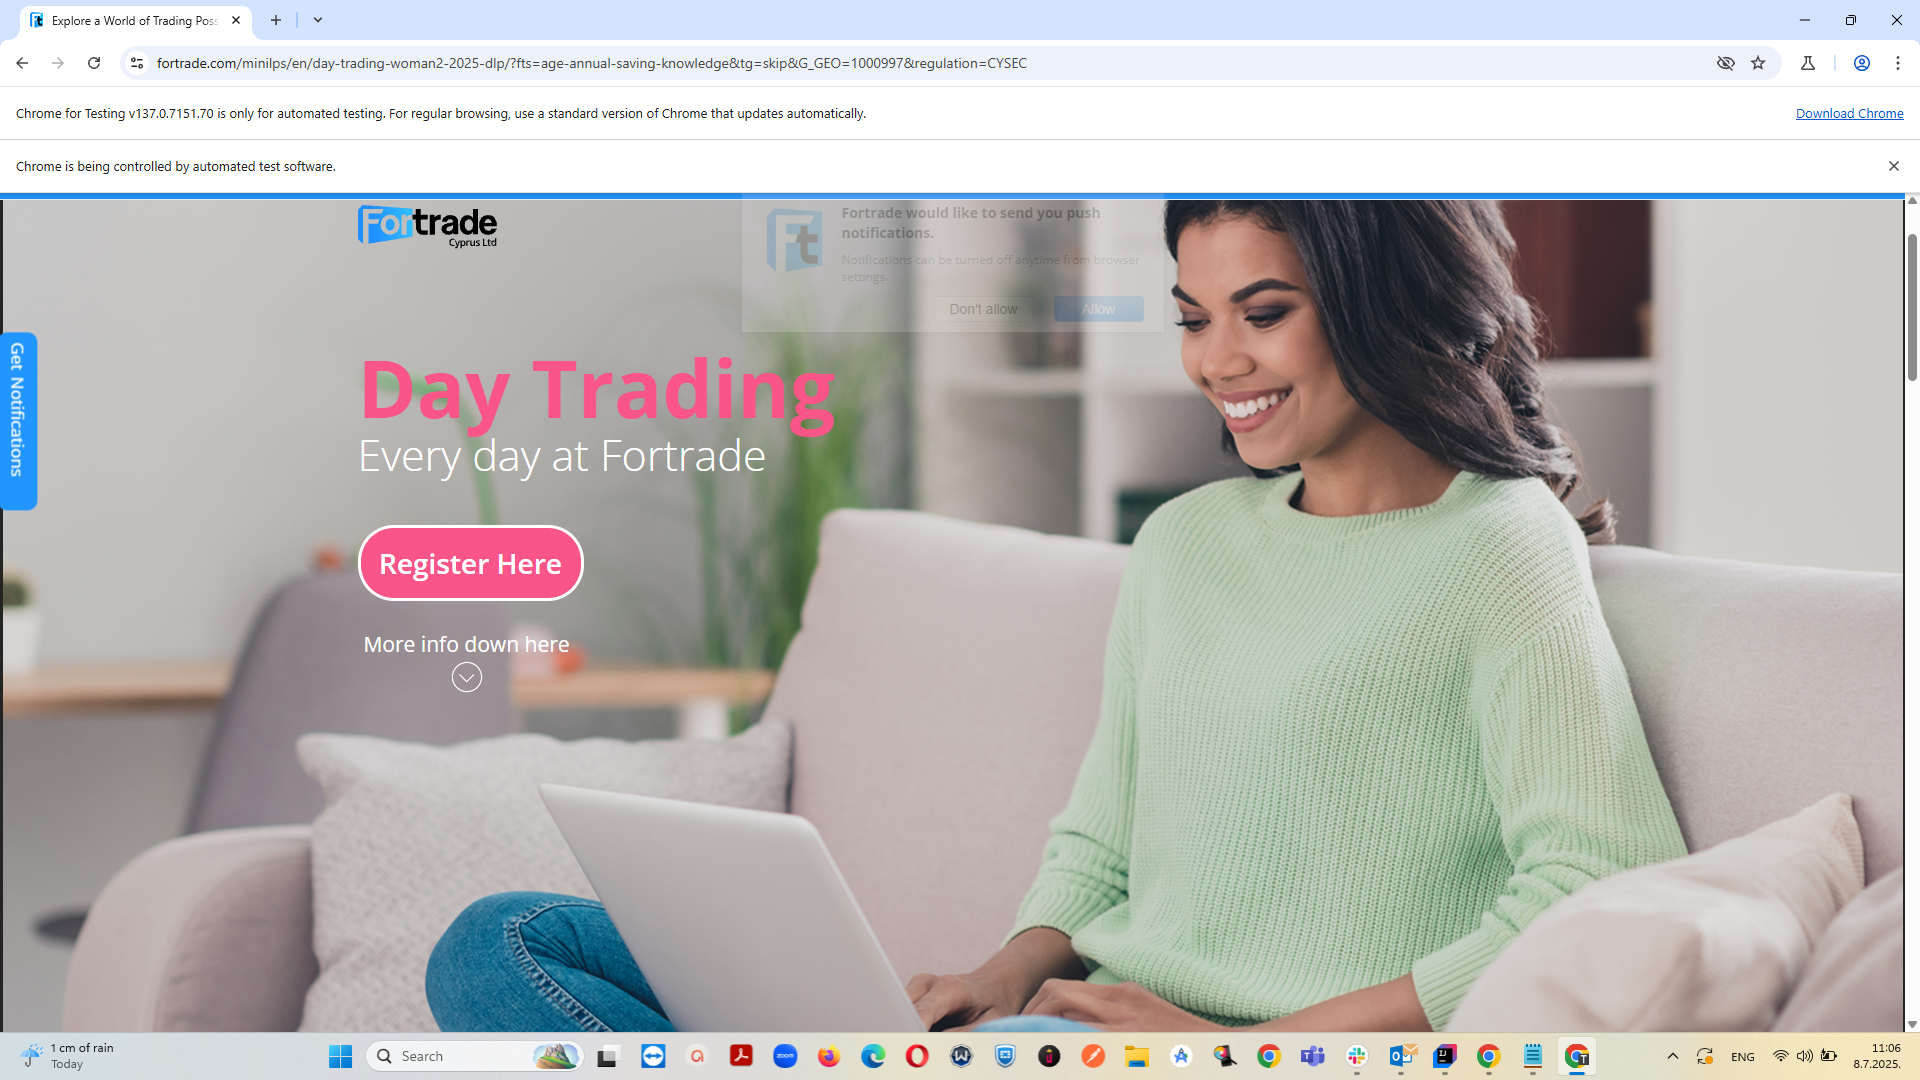 Explore a World of Trading Poss
fortrade.com/minilps/en/day-trading-woman2-2025-dlp/?fts=age-annual-saving-knowledge&tg=skip&G_GEO=1000997&regulation=CYSEC
Chrome for Testing v137.0.7151.70 is only for automated testing. For regular browsing, use a standard version of Chrome that updates automatically.
Download Chrome
Chrome is being controlled by automated test software.
Fortrade
Cyprus Ltd
Fortrade would like to send you push
notifications.
Notifications can be turned off anytime from browser
settings.
Don't allow
Allow
Get Notifications
Day Trading
Every day at Fortrade
Register Here
More info down here
1 cm of rain
Today
Search
zoom
ENG
11:06
8.7.2025.